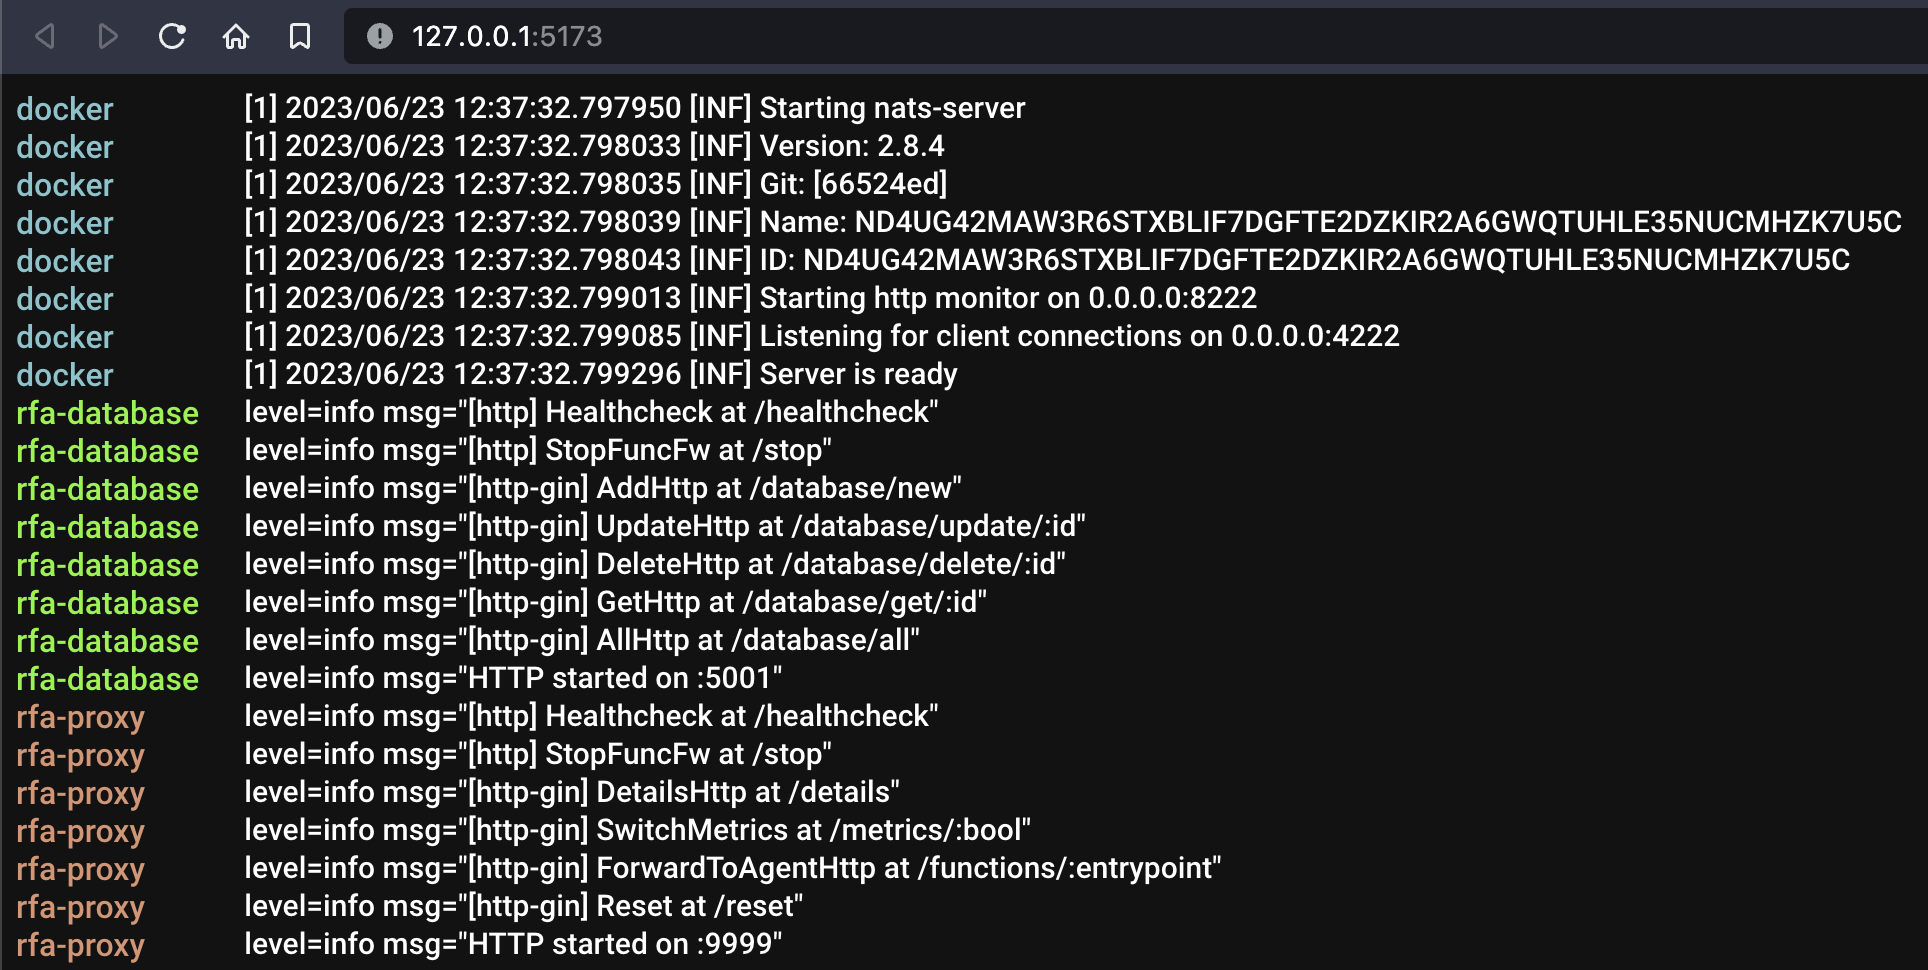 127.0.0.1:5173
docker [1] 2023/06/23 12:37:32.797950 [INF] Starting nats-server
docker [1] 2023/06/23 12:37:32.798033 [INF] Version: 2.8.4
docker [1] 2023/06/23 12:37:32.798035 [INF] Git: [66524ed]
docker [1] 2023/06/23 12:37:32.798039 [INF] Name: ND4UG42MAW3R6STXBLIF7DGFTE2DZKIR2A6GWQTUHLE35NUCMHZK7U5C
docker [1] 2023/06/23 12:37:32.798043 [INF] ID: ND4UG42MAW3R6STXBLIF7DGFTE2DZKIR2A6GWQTUHLE35NUCMHZK7U5C
docker [1] 2023/06/23 12:37:32.799013 [INF] Starting http monitor on 0.0.0.0:8222
docker [1] 2023/06/23 12:37:32.799085 [INF] Listening for client connections on 0.0.0.0:4222
docker [1] 2023/06/23 12:37:32.799296 [INF] Server is ready
rfa-database level=info msg="[http] Healthcheck at /healthcheck"
rfa-database level=info msg="[http] StopFuncFw at /stop"
rfa-database level=info msg="[http-gin] AddHttp at /database/new"
rfa-database level=info msg="[http-gin] UpdateHttp at /database/update/:id"
rfa-database level=info msg="[http-gin] DeleteHttp at /database/delete/:id"
rfa-database level=info msg="[http-gin] GetHttp at /database/get/:id"
rfa-database level=info msg="[http-gin] AllHttp at /database/all"
rfa-database level=info msg="HTTP started on :5001"
rfa-proxy level=info msg="[http] Healthcheck at /healthcheck"
rfa-proxy level=info msg="[http] StopFuncFw at /stop"
rfa-proxy level=info msg="[http-gin] DetailsHttp at /details"
rfa-proxy level=info msg="[http-gin] SwitchMetrics at /metrics/:bool"
rfa-proxy level=info msg="[http-gin] ForwardToAgentHttp at /functions/:entrypoint"
rfa-proxy level=info msg="[http-gin] Reset at /reset"
rfa-proxy level=info msg="HTTP started on :9999"